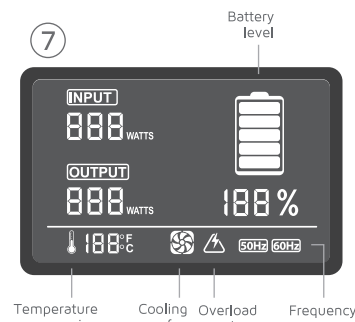 Battery
level
7
INPUT
888 WATTS
OUTPUT
888 WATTS
188 %
188 °F °C
50Hz 60Hz
Temperature
Cooling
Overload
Frequency